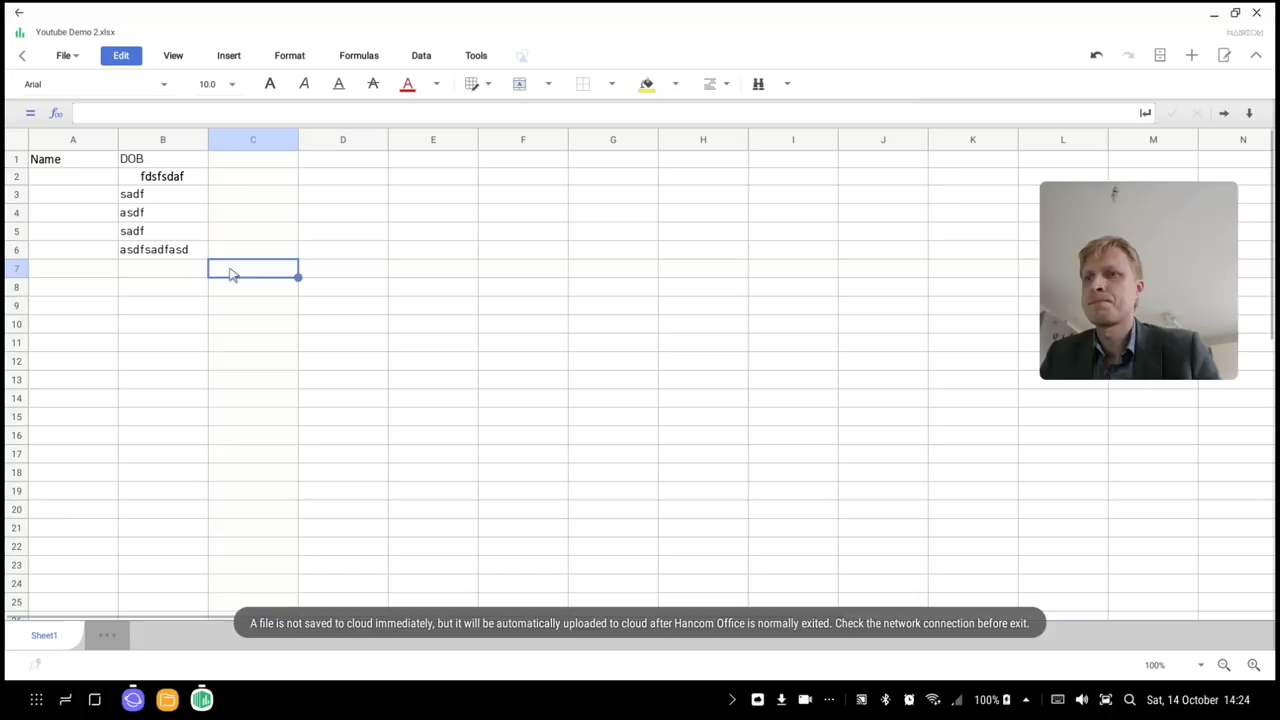 Youtube Demo 2.xlsx
HANCOM
File Edit View Insert Format Formulas Data Tools
Arial 10.0 A A A A A
= f∞
A B C D E F G H I J K L M N
1 Name DOB
2 fdsfsdaf
3 sadf
4 asdf
5 sadf
6 asdfsadfasd
7
8
9
10
11
12
13
14
15
16
17
18
19
20
21
22
23
24
25
A file is not saved to cloud immediately, but it will be automatically uploaded to cloud after Hancom Office is normally exited. Check the network connection before exit.
Sheet1
100%
100% Sat, 14 October 14:24